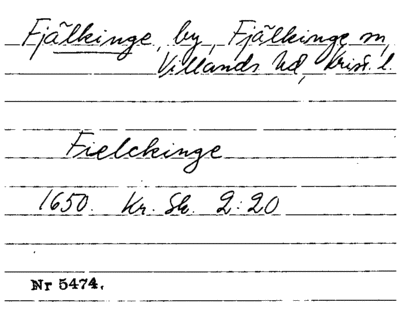 Fjälkinge, by, Fjälkinge sn,
Villands hd, Krist. l.
Fielckinge
1650. Kr. Sk. 2:20
Nr 5474.